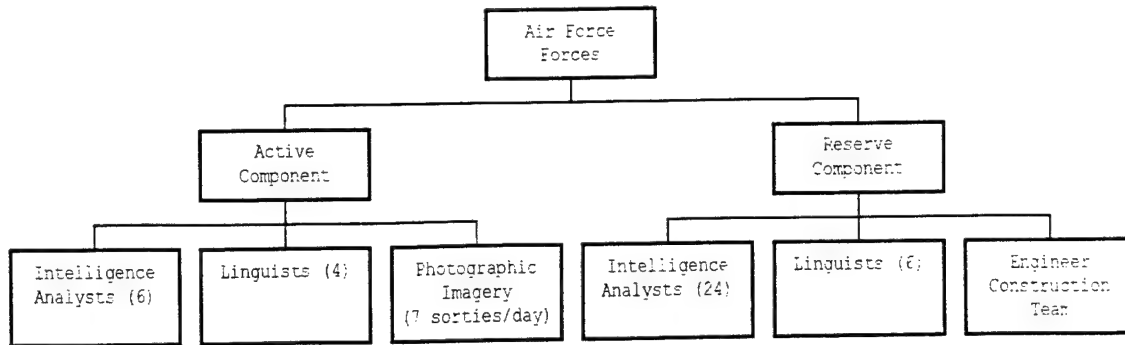 Air Force
Forces
Active
Component
Reserve
Component
Intelligence
Analysts (6)
Linguists (4)
Photographic
Imagery
(7 sorties/day)
Intelligence
Analysts (24)
Linguists (6)
Engineer
Construction
Team